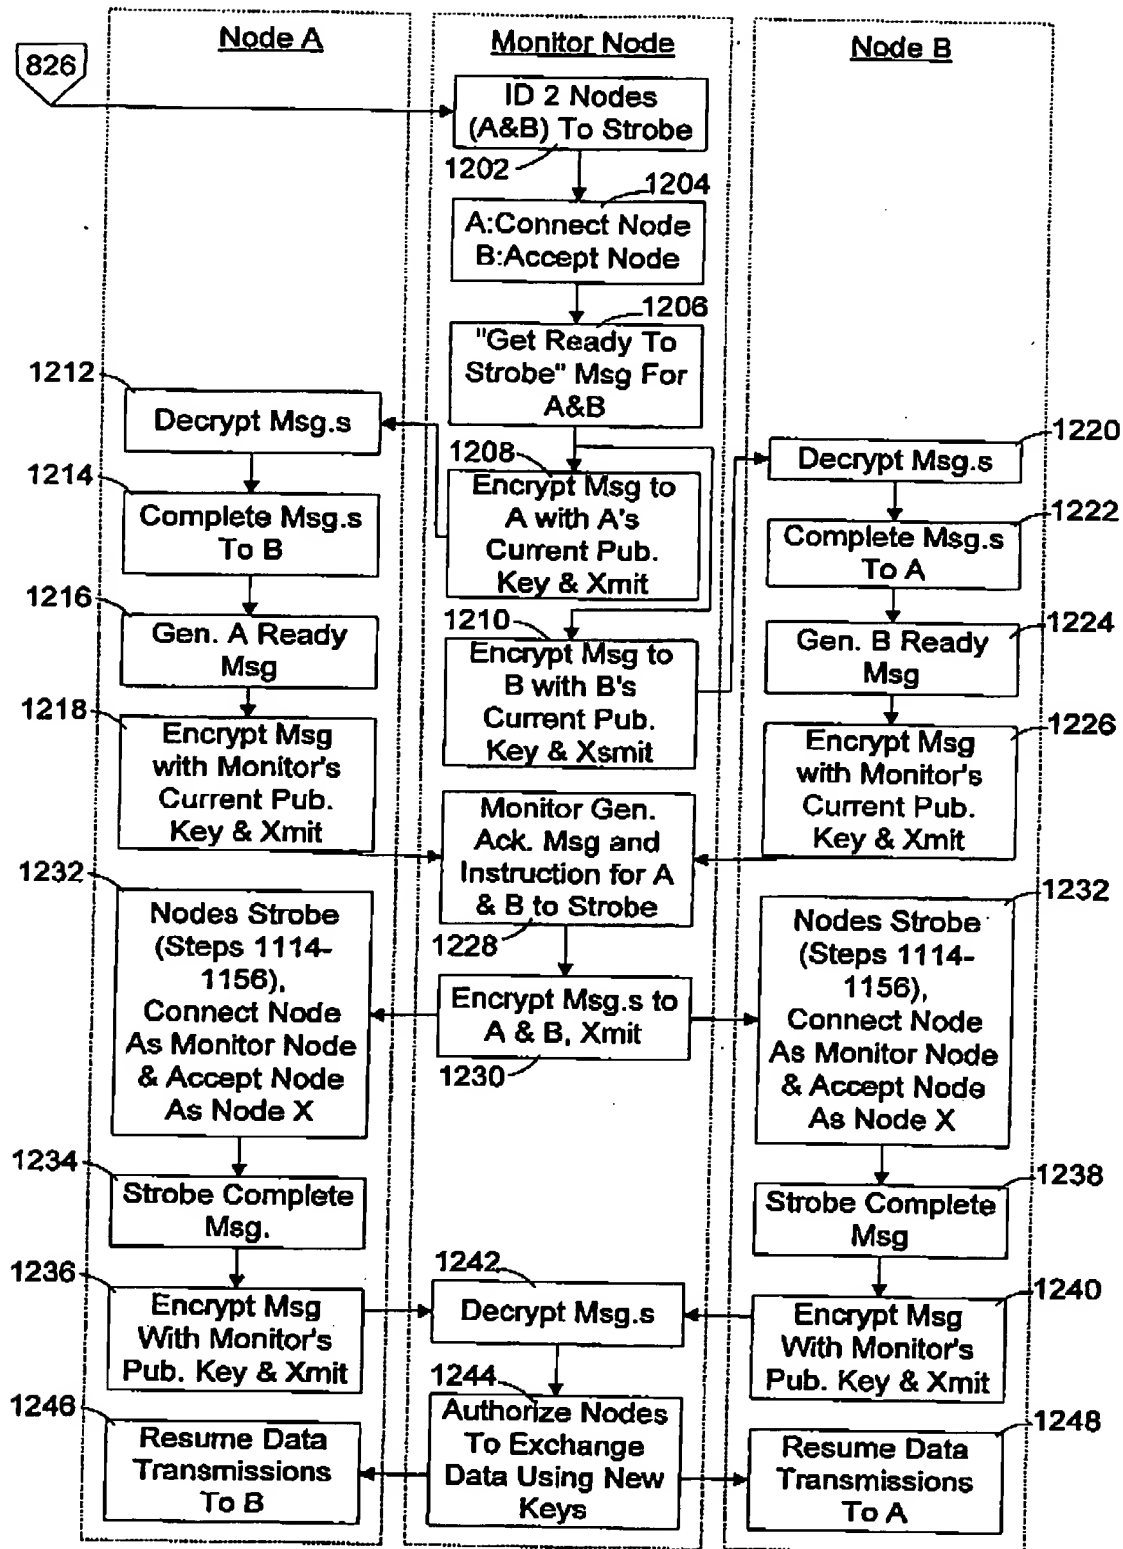 Node A
Monitor Node
Node B
826
ID 2 Nodes
(A&B) To Strobe
1202
1204
A:Connect Node
B:Accept Node
1206
"Get Ready To
Strobe" Msg For
A&B
1212
Decrypt Msg.s
1214
Complete Msg.s
To B
1216
Gen. A Ready
Msg
1218
Encrypt Msg
with Monitor's
Current Pub.
Key & Xmit
1208
Encrypt Msg to
A with A's
Current Pub.
Key & Xmit
1210
Encrypt Msg to
B with B's
Current Pub.
Key & Xsmit
1220
Decrypt Msg.s
1222
Complete Msg.s
To A
1224
Gen. B Ready
Msg
1226
Encrypt Msg
with Monitor's
Current Pub.
Key & Xmit
Monitor Gen.
Ack. Msg and
Instruction for A
& B to Strobe
1228
Encrypt Msg.s to
A & B, Xmit
1230
1232
Nodes Strobe
(Steps 1114-
1156),
Connect Node
As Monitor Node
& Accept Node
As Node X
1232
Nodes Strobe
(Steps 1114-
1156),
Connect Node
As Monitor Node
& Accept Node
As Node X
1234
Strobe Complete
Msg.
1236
Encrypt Msg
With Monitor's
Pub. Key & Xmit
1238
Strobe Complete
Msg
1240
Encrypt Msg
With Monitor's
Pub. Key & Xmit
1242
Decrypt Msg.s
1244
Authorize Nodes
To Exchange
Data Using New
Keys
1246
Resume Data
Transmissions
To B
1248
Resume Data
Transmissions
To A